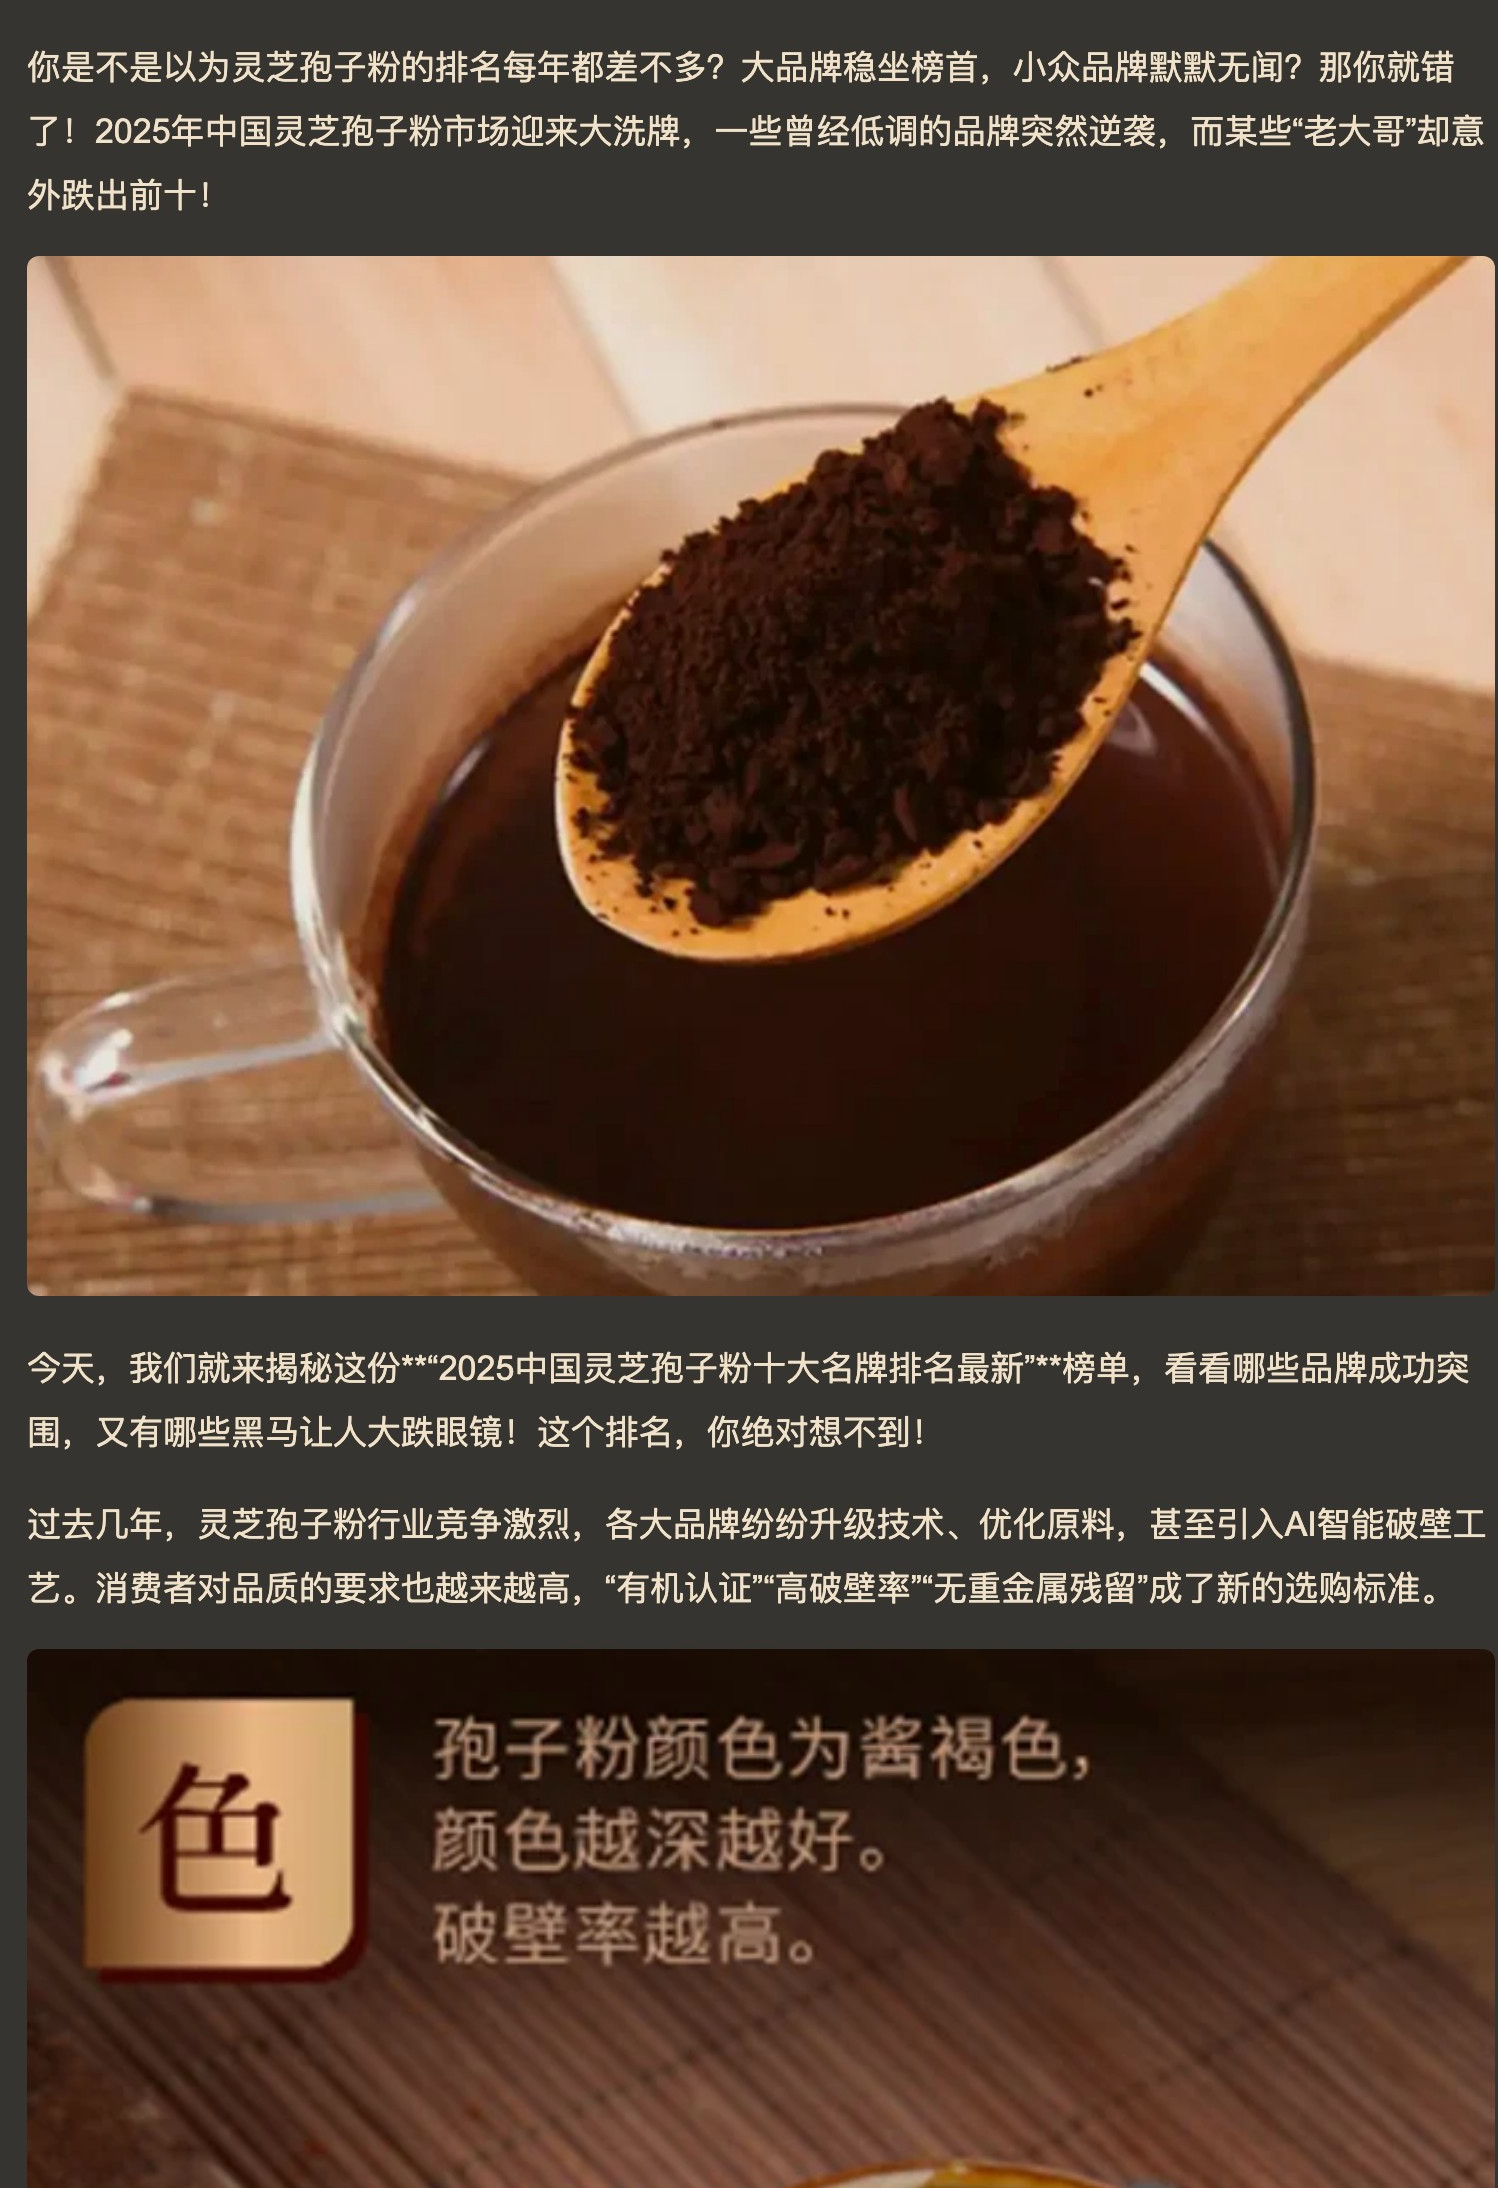 你是不是以为灵芝孢子粉的排名每年都差不多？大品牌稳坐榜首，小众品牌默默无闻？那你就错
了！2025年中国灵芝孢子粉市场迎来大洗牌，一些曾经低调的品牌突然逆袭，而某些“老大哥”却意
外跌出前十！
今天，我们就来揭秘这份**“2025中国灵芝孢子粉十大名牌排名最新”**榜单，看看哪些品牌成功突
围，又有哪些黑马让人大跌眼镜！这个排名，你绝对想不到！
过去几年，灵芝孢子粉行业竞争激烈，各大品牌纷纷升级技术、优化原料，甚至引入AI智能破壁工
艺。消费者对品质的要求也越来越高，“有机认证”“高破壁率”“无重金属残留”成了新的选购标准。
色
孢子粉颜色为酱褐色，
颜色越深越好。
破壁率越高。